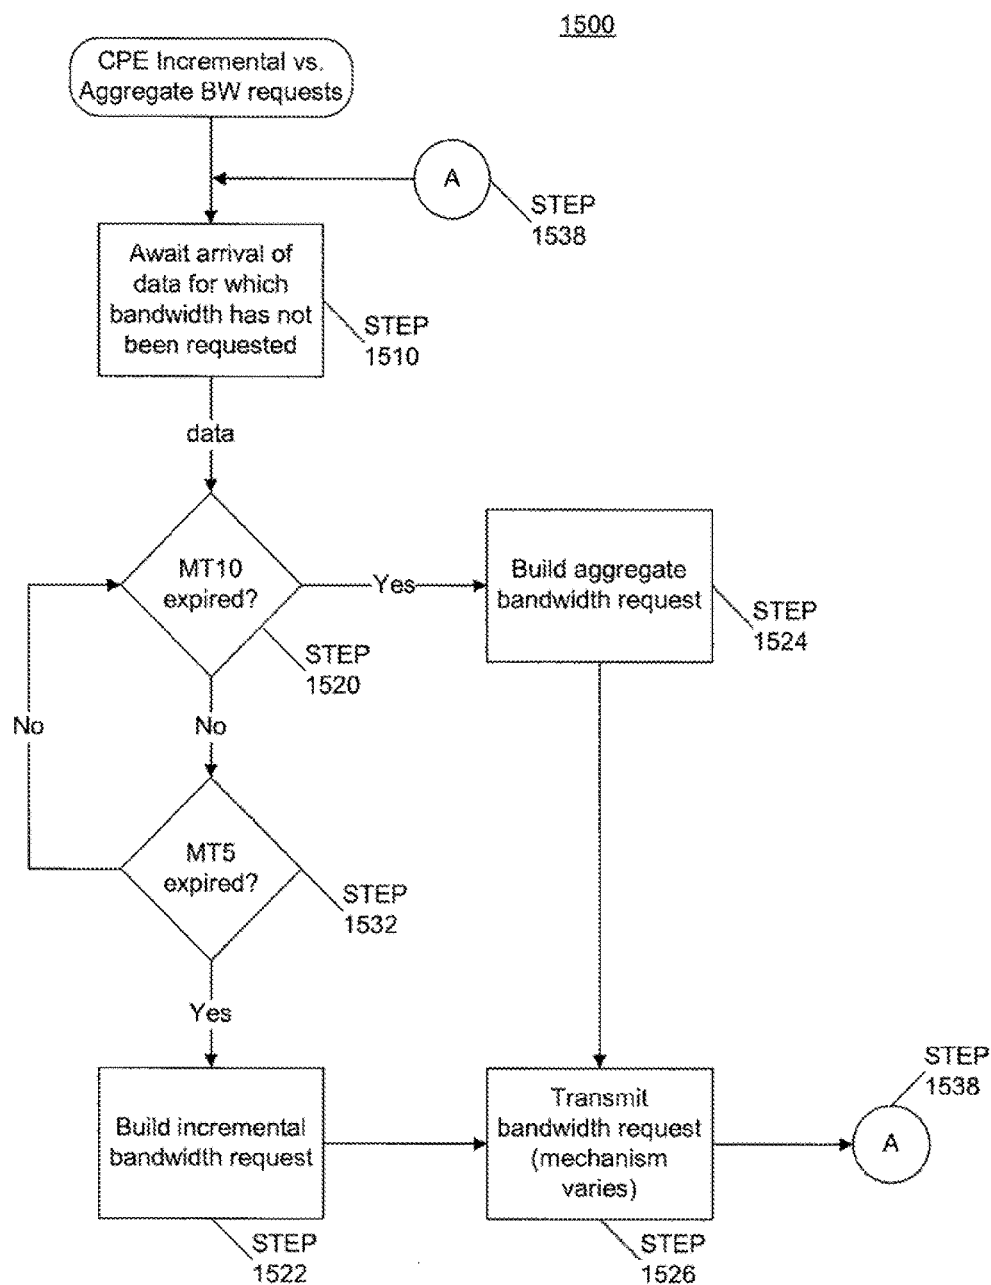 1500
CPE Incremental vs.
Aggregate BW requests
A
STEP
1538
Await arrival of
data for which
bandwidth has not
been requested
STEP
1510
data
MT10
expired?
Yes
Build aggregate
bandwidth request
STEP
1524
STEP
1520
No
No
MT5
expired?
STEP
1532
Yes
STEP
1538
Build incremental
bandwidth request
Transmit
bandwidth request
(mechanism
varies)
A
STEP
1522
STEP
1526